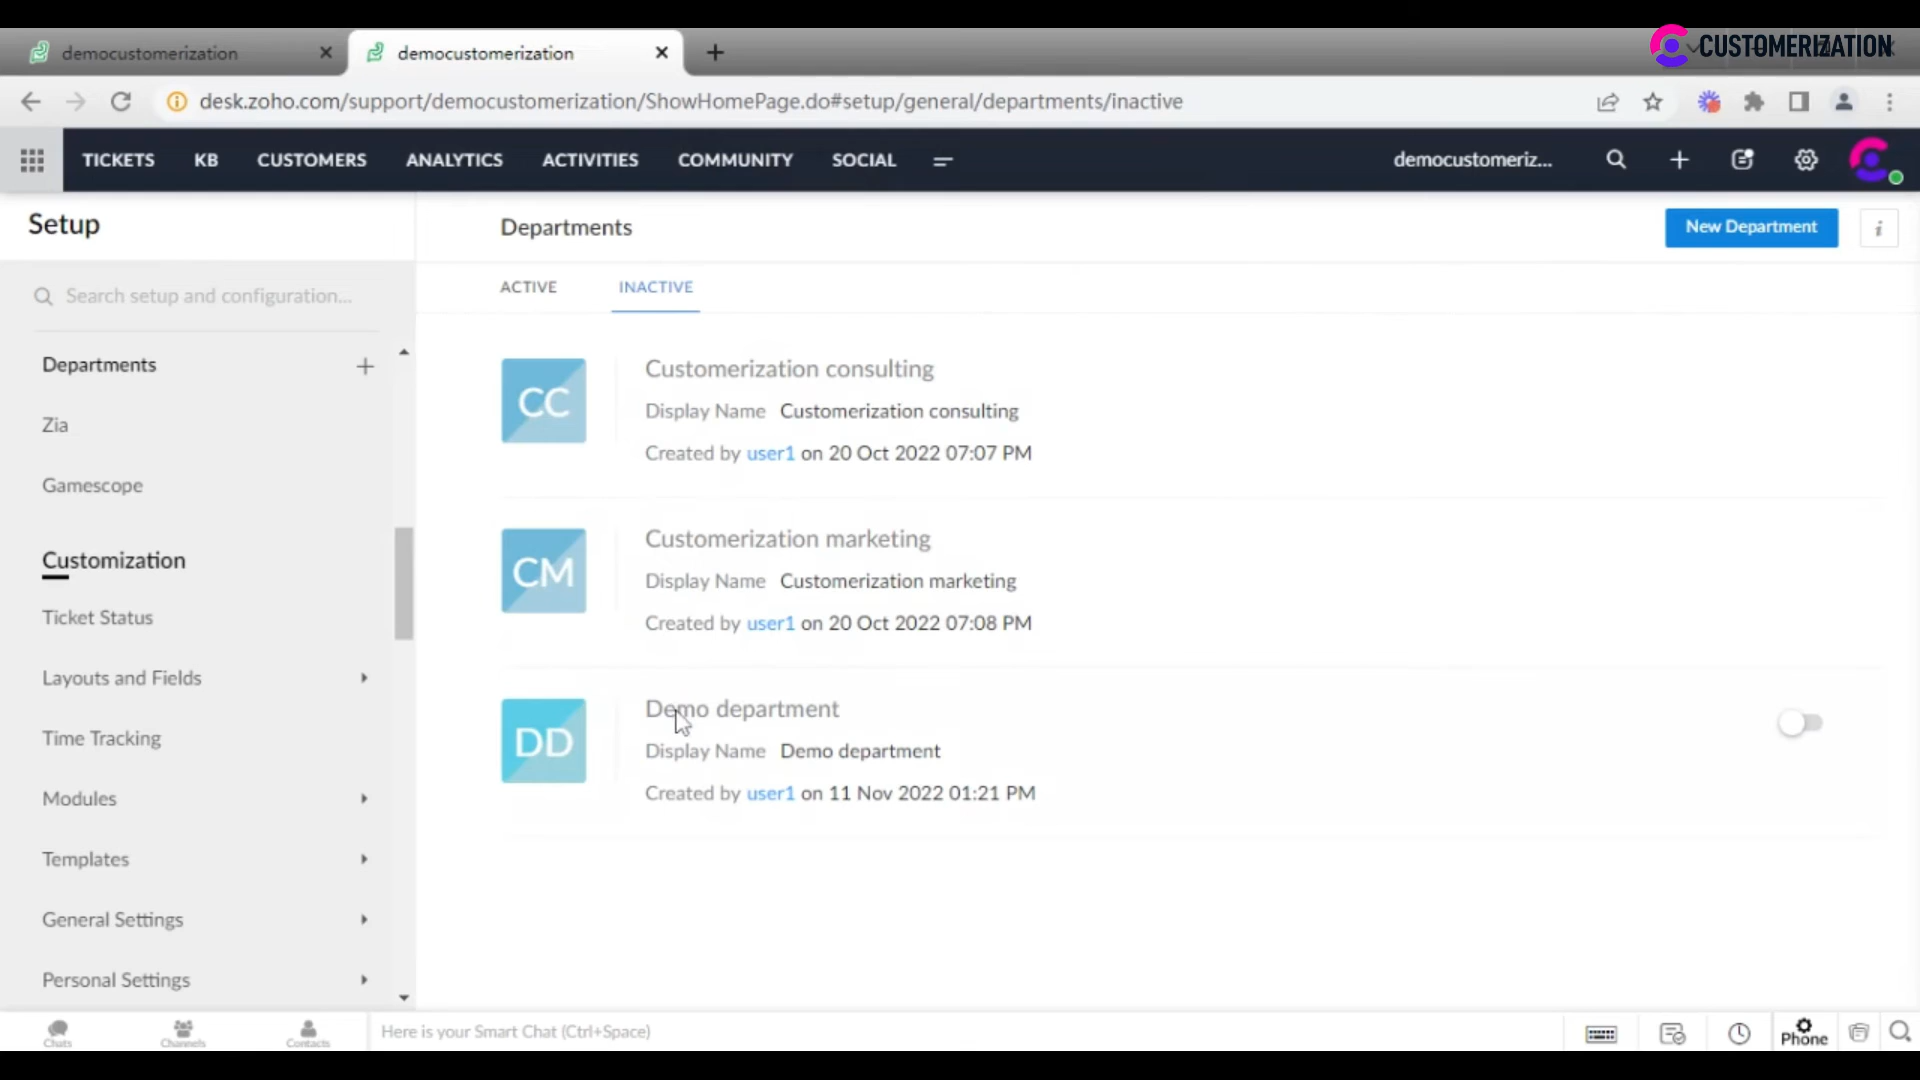 CUSTOMERIZATION
democustomerization
democustomerization
desk.zoho.com/support/democustomerization/ShowHomePage.do#setup/general/departments/inactive
TICKETS KB CUSTOMERS ANALYTICS ACTIVITIES COMMUNITY SOCIAL democustomeriz...
Setup
Search setup and configuration...
Departments
Zia
Gamescope
Customization
Ticket Status
Layouts and Fields
Time Tracking
Modules
Templates
General Settings
Personal Settings
Departments
New Department
i
ACTIVE INACTIVE
CC
Customerization consulting
Display Name Customerization consulting
Created by user1 on 20 Oct 2022 07:07 PM
CM
Customerization marketing
Display Name Customerization marketing
Created by user1 on 20 Oct 2022 07:08 PM
DD
Demo department
Display Name Demo department
Created by user1 on 11 Nov 2022 01:21 PM
Chats Channels Contacts
Here is your Smart Chat (Ctrl+Space)
Phone